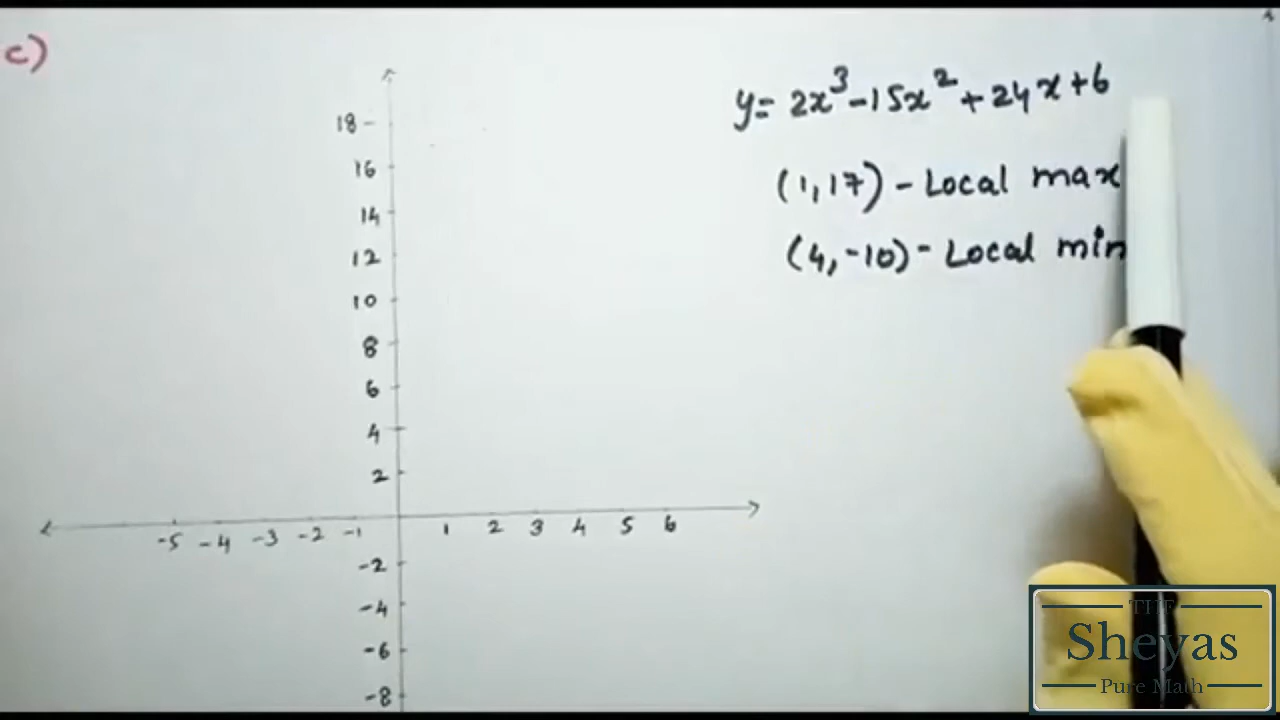 c)
y= 2x³-15x²+24x+6
(1,17) - Local max
(4,-10) - Local min
18
16
14
12
10
8
6
4
2
-5 -4 -3 -2 -1 1 2 3 4 5 6
-2
-4
-6
-8
THE
Sheyas
Pure Math